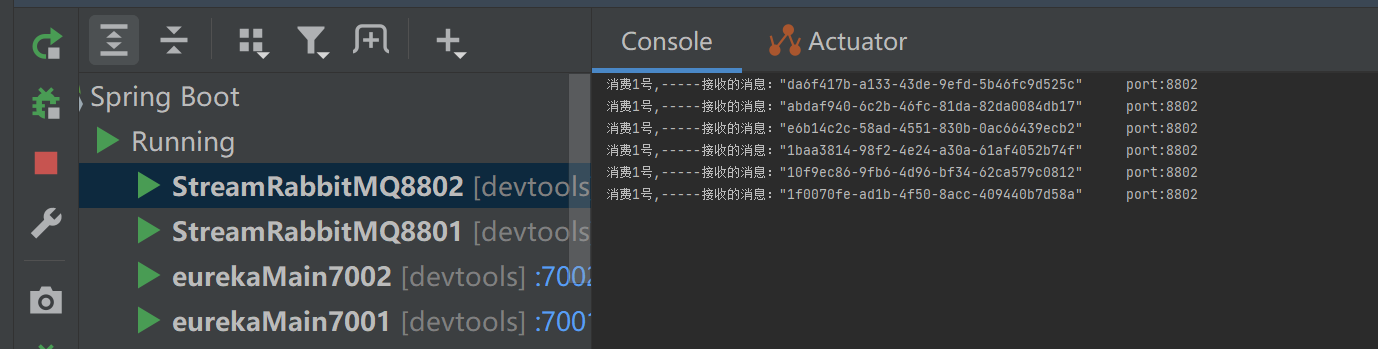 Spring Boot
Running
StreamRabbitMQ8802 [devtools
StreamRabbitMQ8801 [devtools
eurekaMain7002 [devtools] :7002
eurekaMain7001 [devtools] :7001
Console
Actuator
消费1号,-----接收的消息："da6f417b-a133-43de-9efd-5b46fc9d525c" port:8802
消费1号,-----接收的消息："abdaf940-6c2b-46fc-81da-82da0084db17" port:8802
消费1号,-----接收的消息："e6b14c2c-58ad-4551-830b-0ac66439ecb2" port:8802
消费1号,-----接收的消息："1baa3814-98f2-4e24-a30a-61af4052b74f" port:8802
消费1号,-----接收的消息："10f9ec86-9fb6-4d96-bf34-62ca579c0812" port:8802
消费1号,-----接收的消息："1f0070fe-ad1b-4f50-8acc-409440b7d58a" port:8802